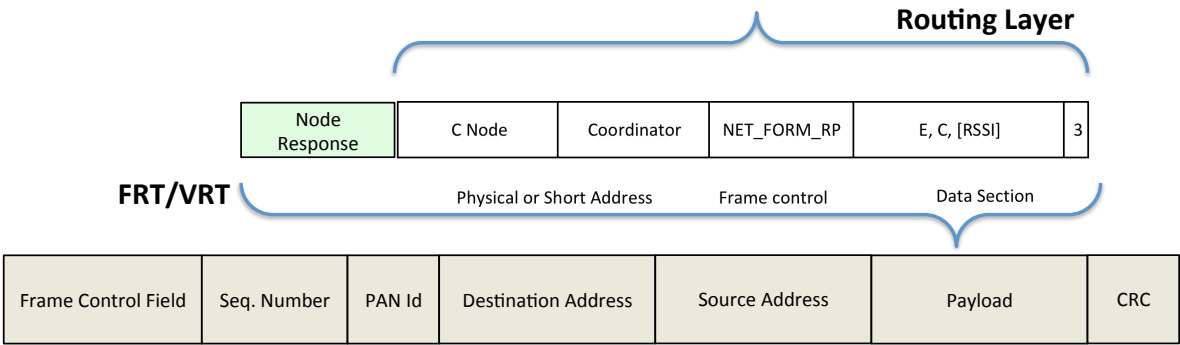 Routing Layer
Node Response C Node Coordinator NET_FORM_RP E, C, [RSSI] 3
FRT/VRT Physical or Short Address Frame control Data Section
Frame Control Field Seq. Number PAN Id Destination Address Source Address Payload CRC